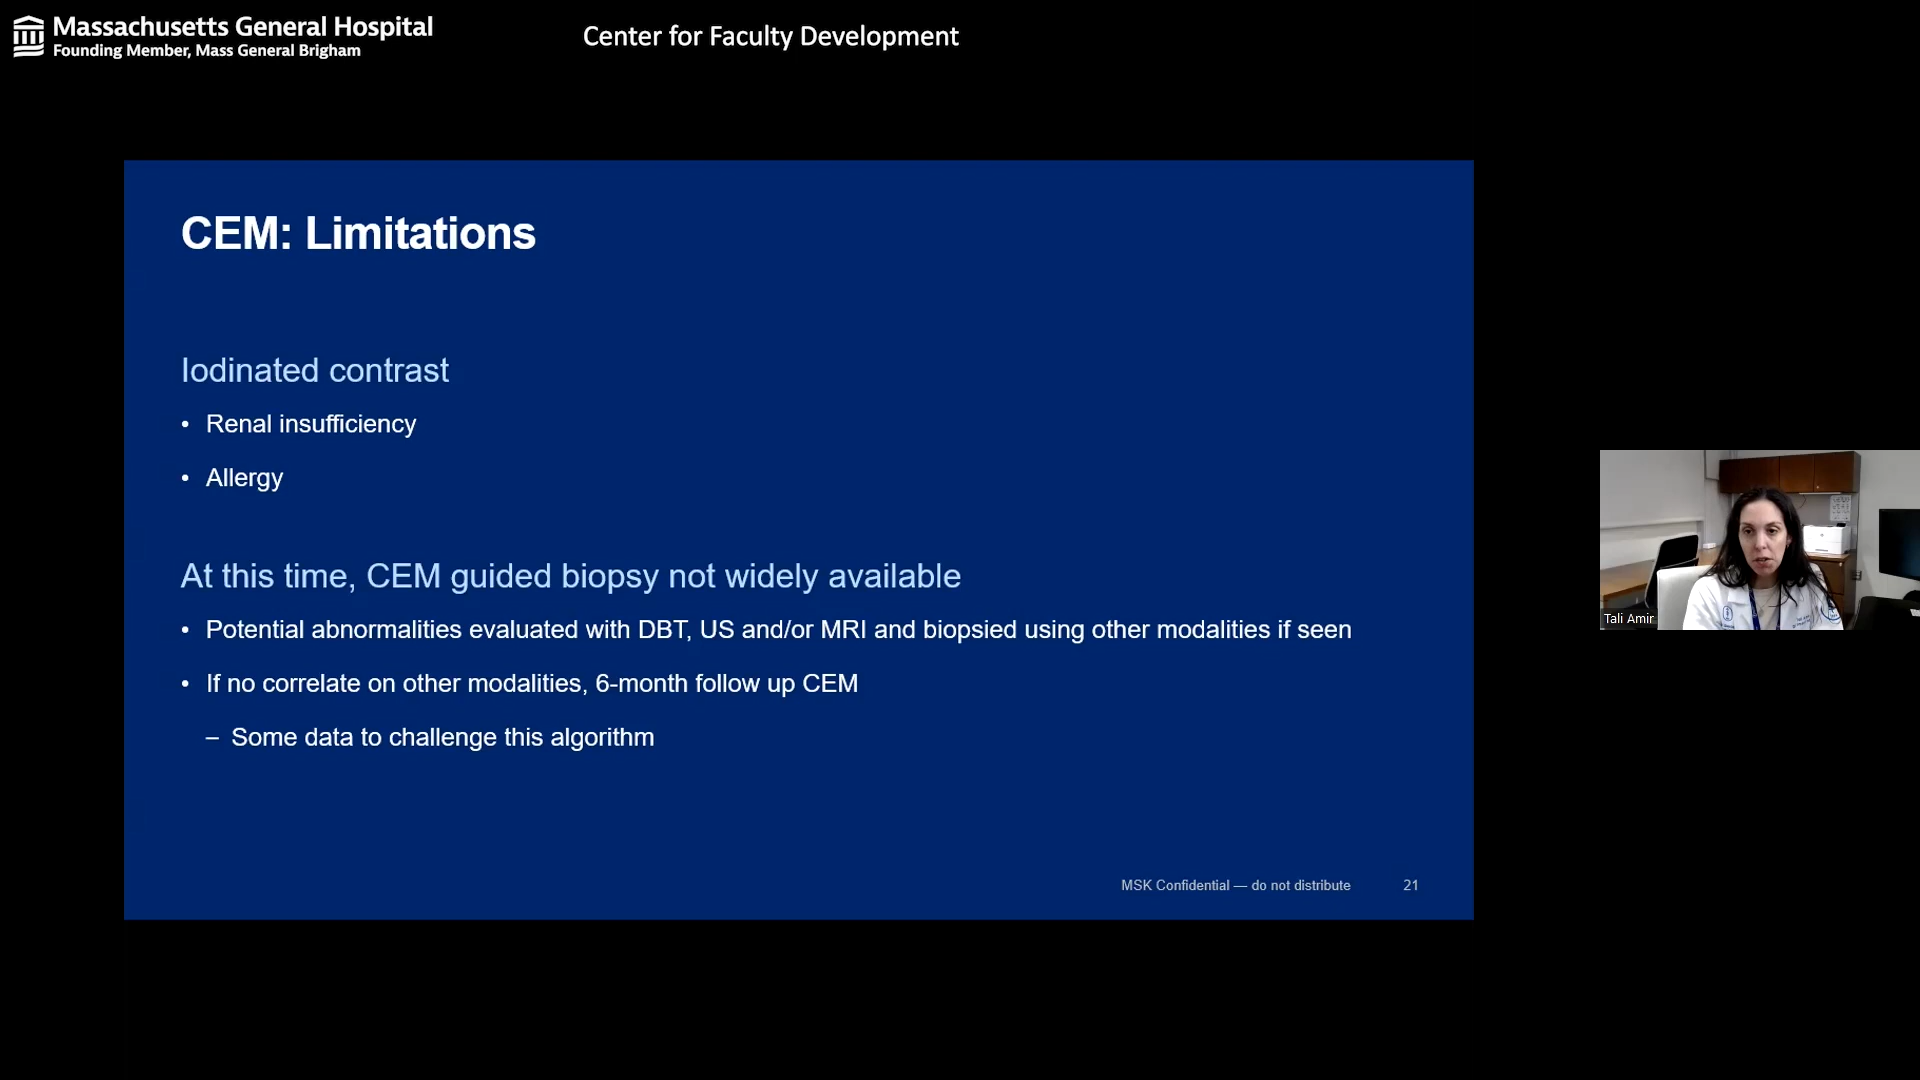 Massachusetts General Hospital
Founding Member, Mass General Brigham
Center for Faculty Development
CEM: Limitations
Iodinated contrast
• Renal insufficiency
• Allergy
At this time, CEM guided biopsy not widely available
• Potential abnormalities evaluated with DBT, US and/or MRI and biopsied using other modalities if seen
• If no correlate on other modalities, 6-month follow up CEM
– Some data to challenge this algorithm
MSK Confidential — do not distribute 21
Tali Amir